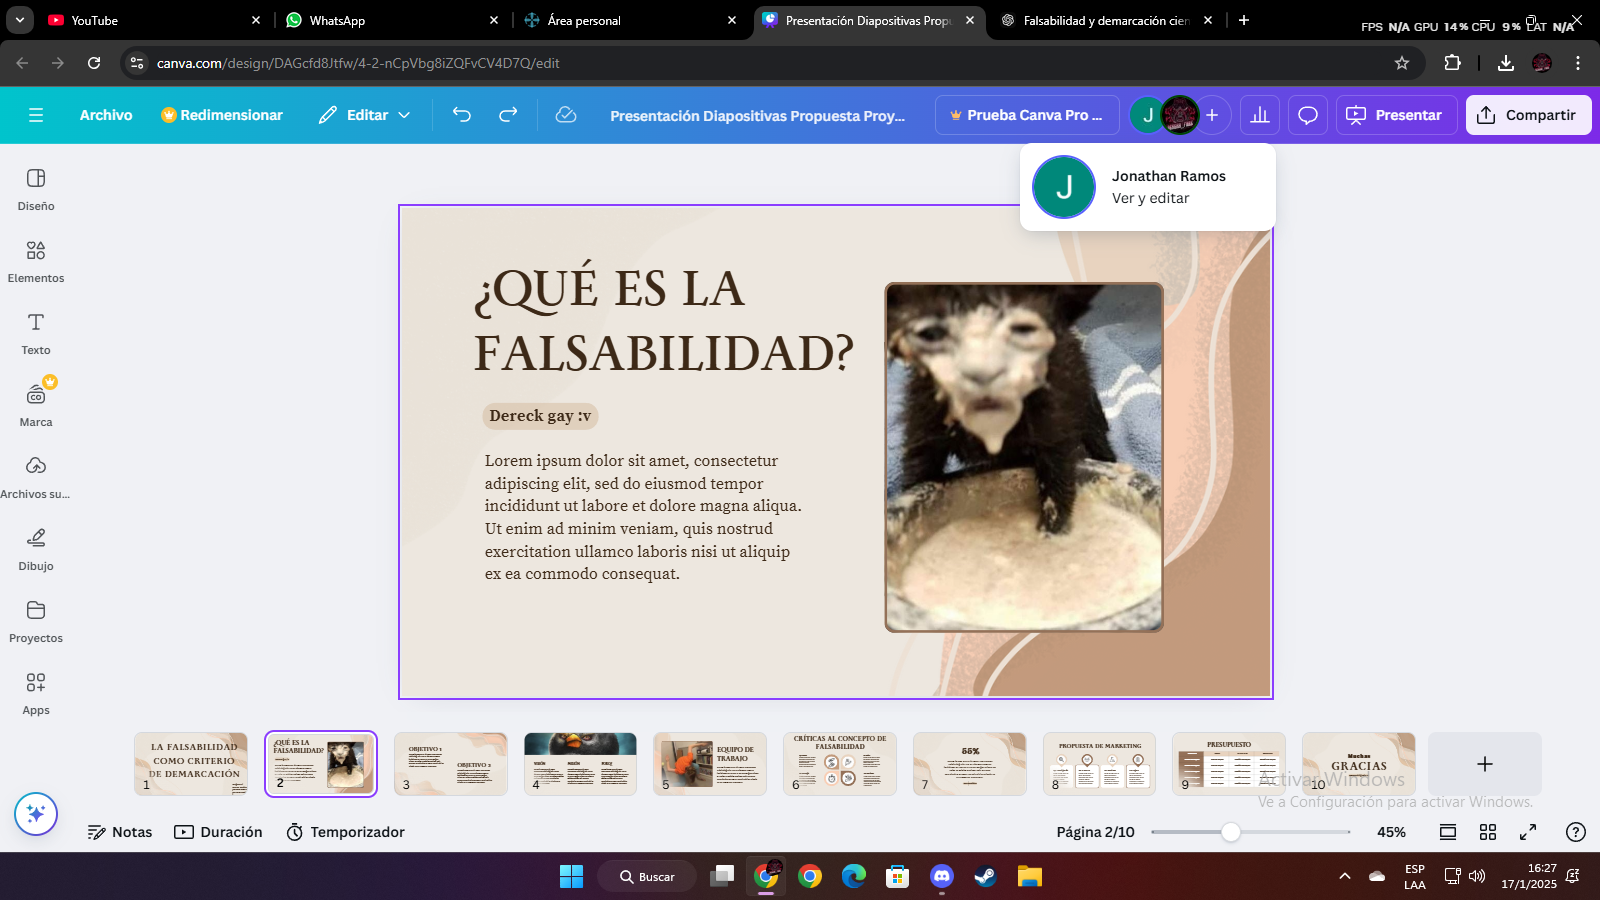 YouTube
WhatsApp
Área personal
Presentación Diapositivas Propu
Falsabilidad y demarcación cien
FPS N/A GPU 14 % CPU 9 % LAT N/A
canva.com/design/DAGcfd8Jtfw/4-2-nCpVbg8iZQFvCV4D7Q/edit
Archivo
Redimensionar
Editar
Presentación Diapositivas Propuesta Proy...
Prueba Canva Pro ...
J
Presentar
Compartir
J
Jonathan Ramos
Ver y editar
Diseño
Elementos
Texto
Marca
Archivos su...
Dibujo
Proyectos
Apps
¿QUÉ ES LA
FALSABILIDAD?
Dereck gay :v
Lorem ipsum dolor sit amet, consectetur
adipiscing elit, sed do eiusmod tempor
incididunt ut labore et dolore magna aliqua.
Ut enim ad minim veniam, quis nostrud
exercitation ullamco laboris nisi ut aliquip
ex ea commodo consequat.
LA FALSABILIDAD
COMO CRITERIO
DE DEMARCACIÓN
1
¿QUÉ ES LA
FALSABILIDAD?
2
OBJETIVO 1
OBJETIVO 2
3
4
EQUIPO DE
TRABAJO
5
CRÍTICAS AL CONCEPTO DE
FALSABILIDAD
6
55%
7
PROPUESTA DE MARKETING
8
PRESUPUESTO
9
Muchas
GRACIAS
10
Activar Windows
Ve a Configuración para activar Windows.
Notas
Duración
Temporizador
Página 2/10
45%
Buscar
ESP
LAA
16:27
17/1/2025